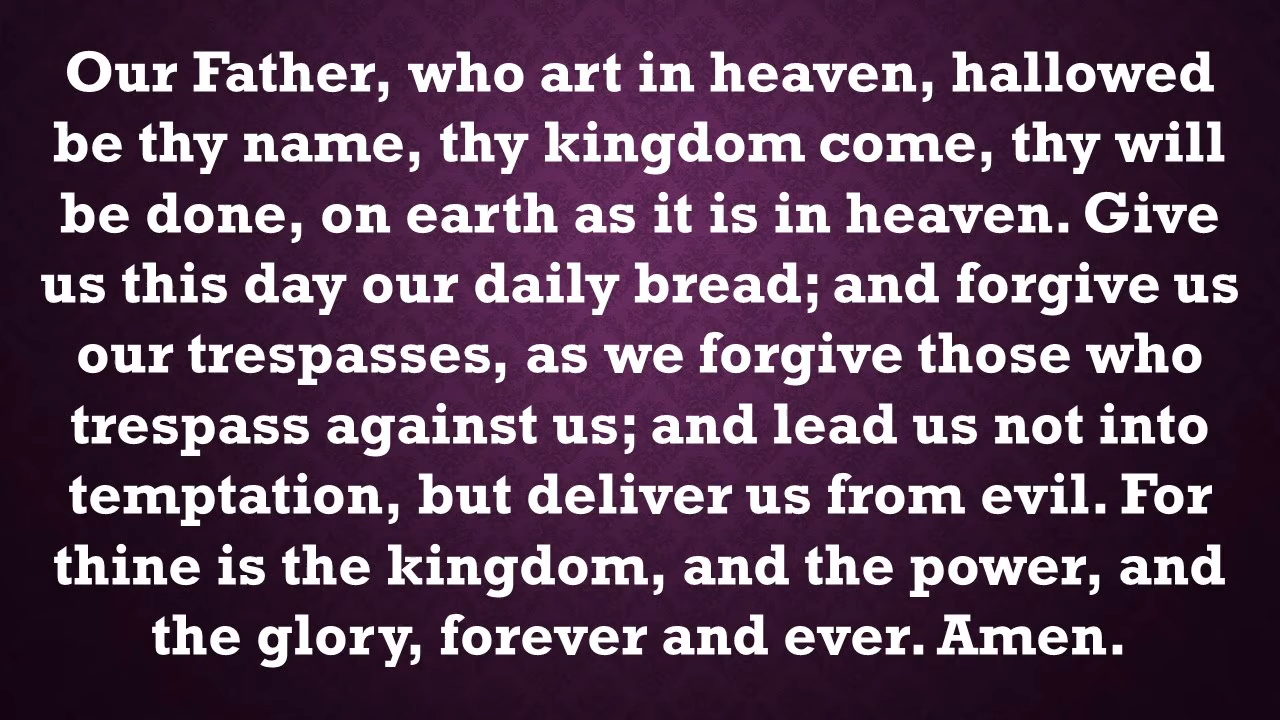 Our Father, who art in heaven, hallowed
be thy name, thy kingdom come, thy will
be done, on earth as it is in heaven. Give
us this day our daily bread; and forgive us
our trespasses, as we forgive those who
trespass against us; and lead us not into
temptation, but deliver us from evil. For
thine is the kingdom, and the power, and
the glory, forever and ever. Amen.